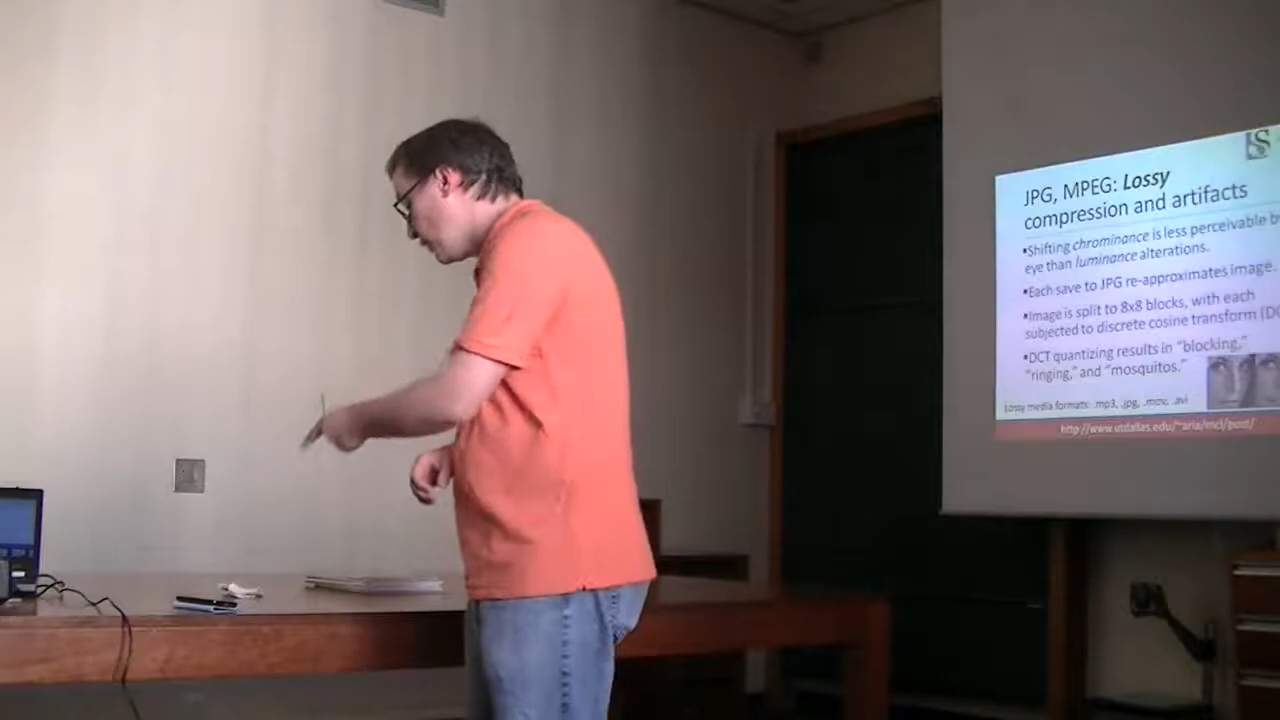 JPG, MPEG: Lossy
compression and artifacts
▪Shifting chrominance is less perceivable by
eye than luminance alterations.
▪Each save to JPG re-approximates image.
▪Image is split to 8x8 blocks, with each
subjected to discrete cosine transform (DC
▪DCT quantizing results in “blocking,”
“ringing,” and “mosquitos.”
Lossy media formats: .mp3, .jpg, .mov, .avi
http://www.utdallas.edu/~aria/mcl/post/